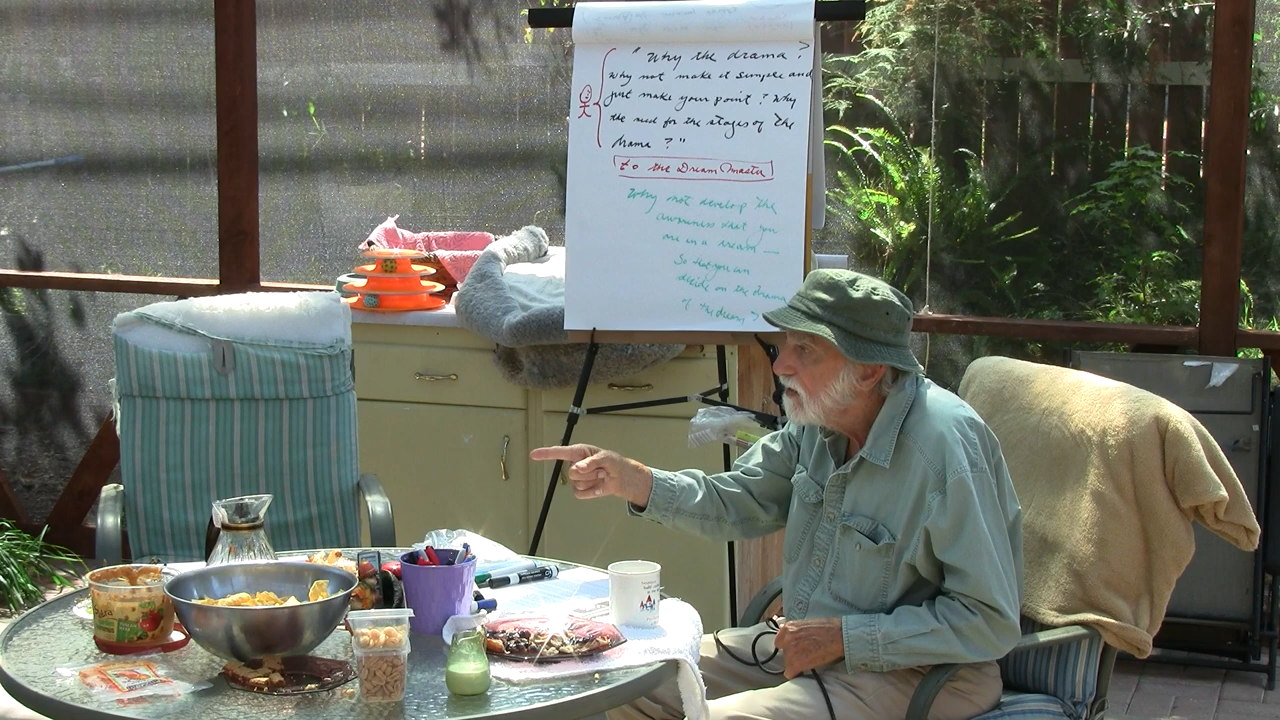 "Why the drama?
Why not make it simple and
just make your point? Why
the need for the stages of the
drama?"
to the Dream Master
Why not develop the
awareness that you
are in a dream —
So that you can
decide on the drama
of the dream?